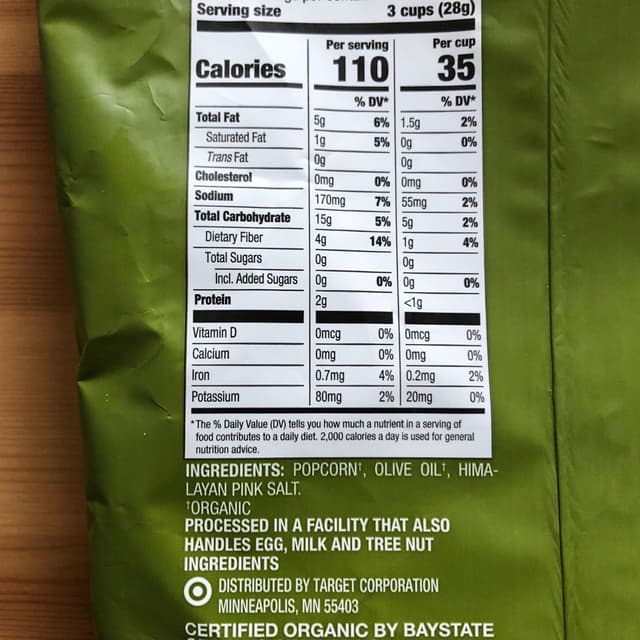 Serving size 3 cups (28g)
Per serving Per cup
Calories 110 35
% DV* % DV*
Total Fat 5g 6% 1.5g 2%
Saturated Fat 1g 5% 0g 0%
Trans Fat 0g 0g
Cholesterol 0mg 0% 0mg 0%
Sodium 170mg 7% 55mg 2%
Total Carbohydrate 15g 5% 5g 2%
Dietary Fiber 4g 14% 1g 4%
Total Sugars 0g 0g
Incl. Added Sugars 0g 0% 0g 0%
Protein 2g <1g
Vitamin D 0mcg 0% 0mcg 0%
Calcium 0mg 0% 0mg 0%
Iron 0.7mg 4% 0.2mg 2%
Potassium 80mg 2% 20mg 0%
*The % Daily Value (DV) tells you how much a nutrient in a serving of
food contributes to a daily diet. 2,000 calories a day is used for general
nutrition advice.
INGREDIENTS: POPCORN†, OLIVE OIL†, HIMA-
LAYAN PINK SALT.
†ORGANIC
PROCESSED IN A FACILITY THAT ALSO
HANDLES EGG, MILK AND TREE NUT
INGREDIENTS
DISTRIBUTED BY TARGET CORPORATION
MINNEAPOLIS, MN 55403
CERTIFIED ORGANIC BY BAYSTATE